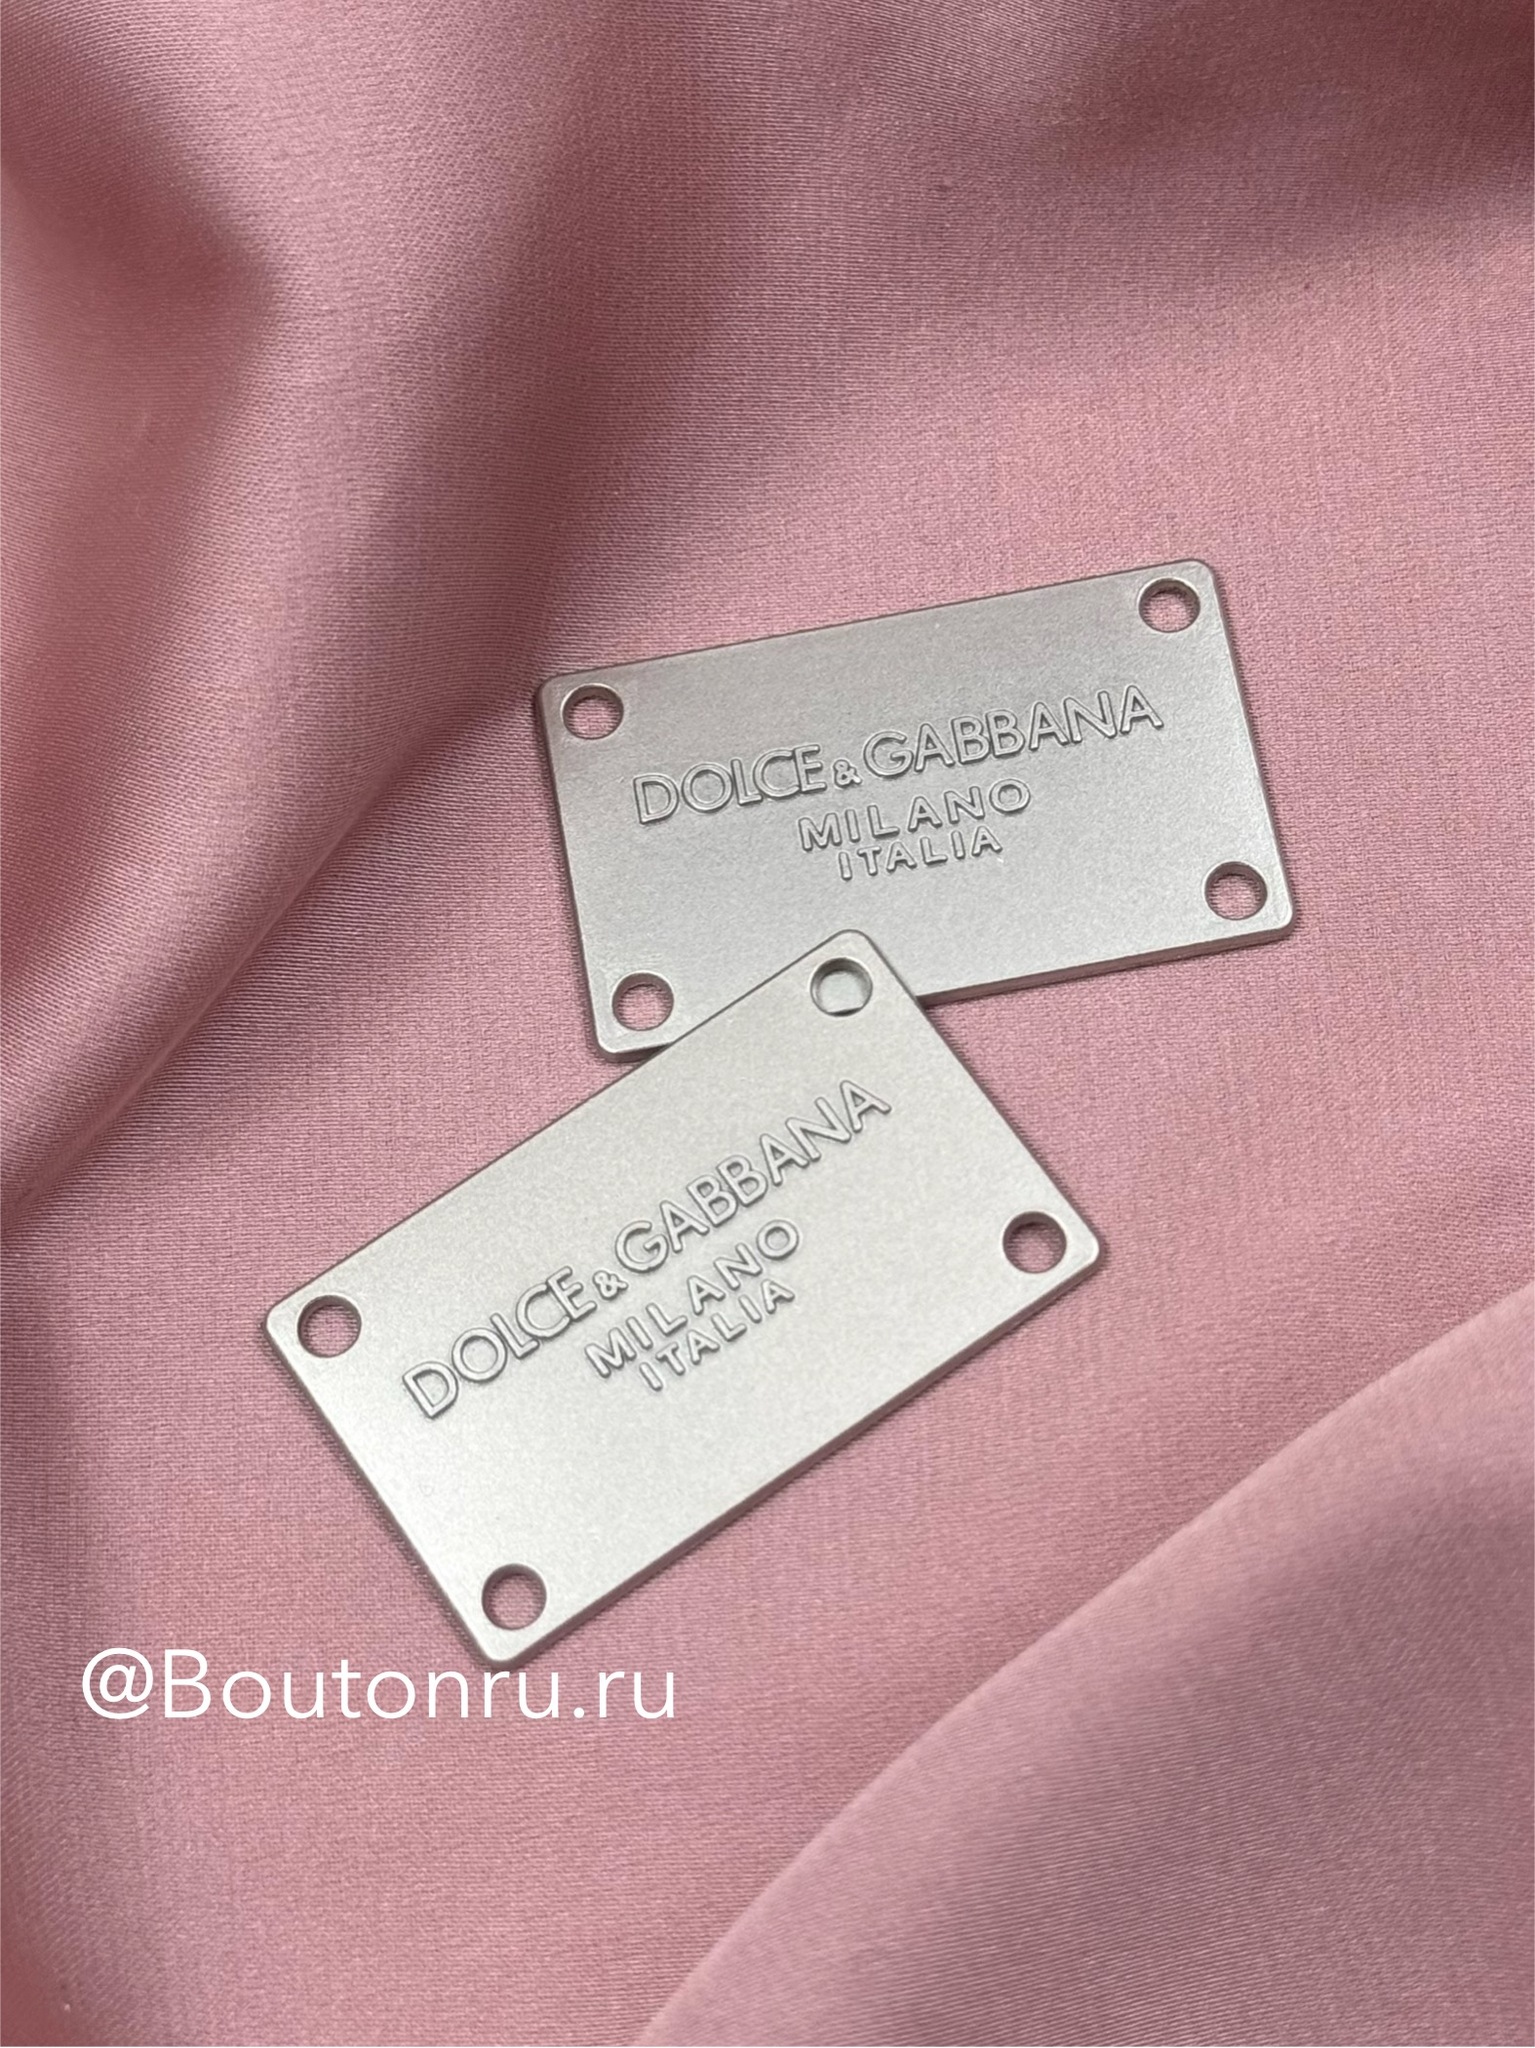 DOLCE & GABBANA
MILANO
ITALIA
DOLCE & GABBANA
MILANO
ITALIA
@Boutonru.ru